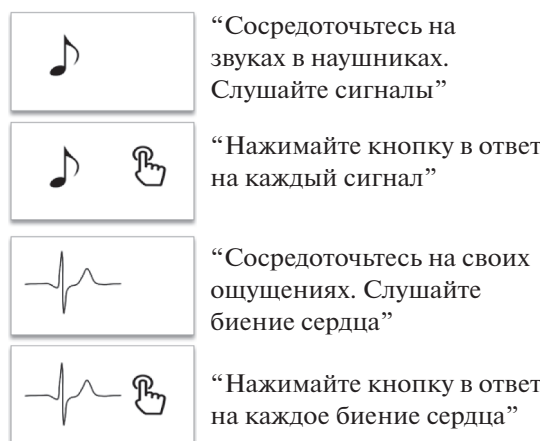 “Сосредоточьтесь на
звуках в наушниках.
Слушайте сигналы”
“Нажимайте кнопку в ответ
на каждый сигнал”
“Сосредоточьтесь на своих
ощущениях. Слушайте
биение сердца”
“Нажимайте кнопку в ответ
на каждое биение сердца”